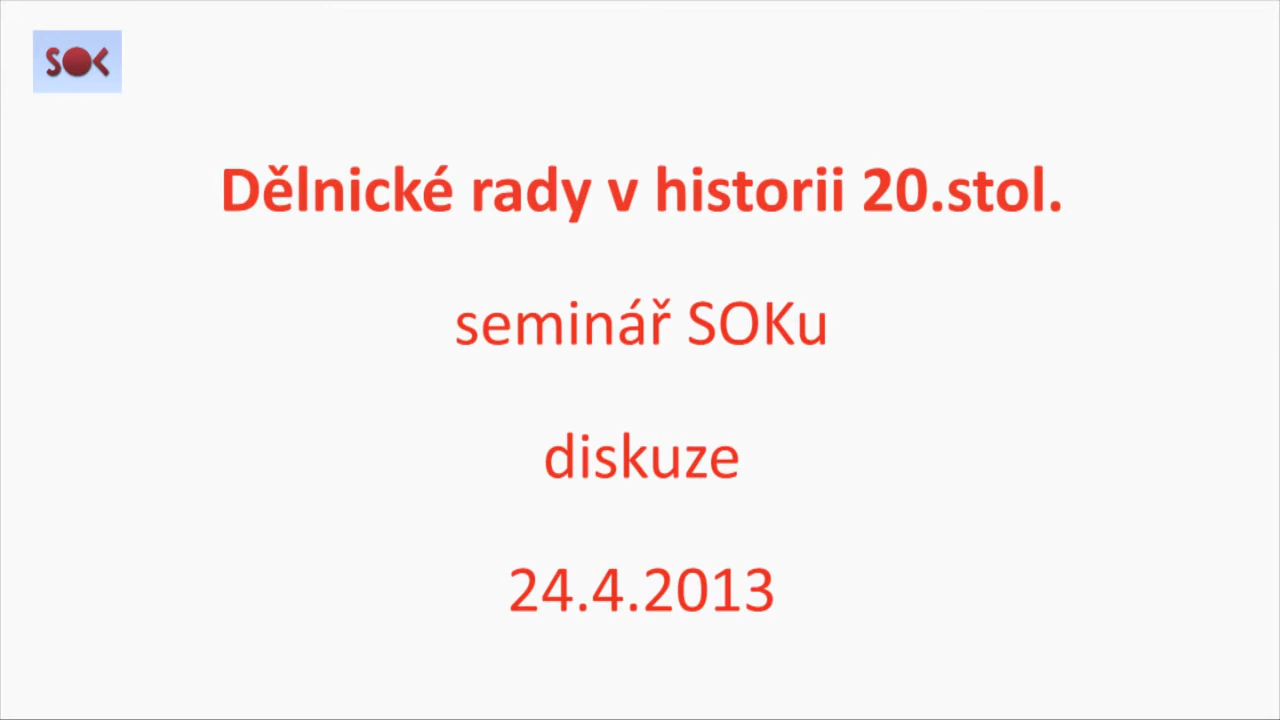 SOK
Dělnické rady v historii 20.stol.
seminář SOKu
diskuze
24.4.2013